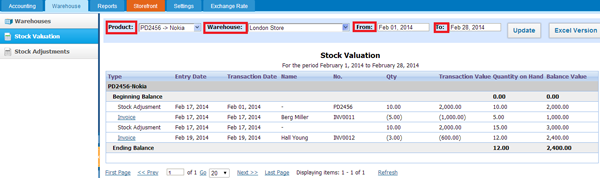 Accounting Warehouse Reports Storefront Settings Exchange Rate
Warehouses
Stock Valuation
Stock Adjustments
Product: PD2456 -> Nokia Warehouse: London Store From: Feb 01, 2014 To: Feb 28, 2014 Update Excel Version
Stock Valuation
For the period February 1, 2014 to February 28, 2014
Type Entry Date Transaction Date Name No. Qty Transaction Value Quantity on Hand Balance Value
PD2456-Nokia
Beginning Balance 0.00 0.00
Stock Adjusment Feb 17, 2014 Feb 01, 2014 - PD2456 10.00 2,000.00 10.00 2,000.00
Invoice Feb 17, 2014 Feb 17, 2014 Berg Miller INV0011 (5.00) (1,000.00) 5.00 1,000.00
Stock Adjusment Feb 17, 2014 Feb 17, 2014 - 10.00 2,000.00 15.00 3,000.00
Invoice Feb 19, 2014 Feb 19, 2014 Hall Young INV0012 (3.00) (600.00) 12.00 2,400.00
Ending Balance 12.00 2,400.00
First Page << Prev 1 of 1 Go 20 Next >> Last Page Displaying items: 1 - 1 of 1 Refresh